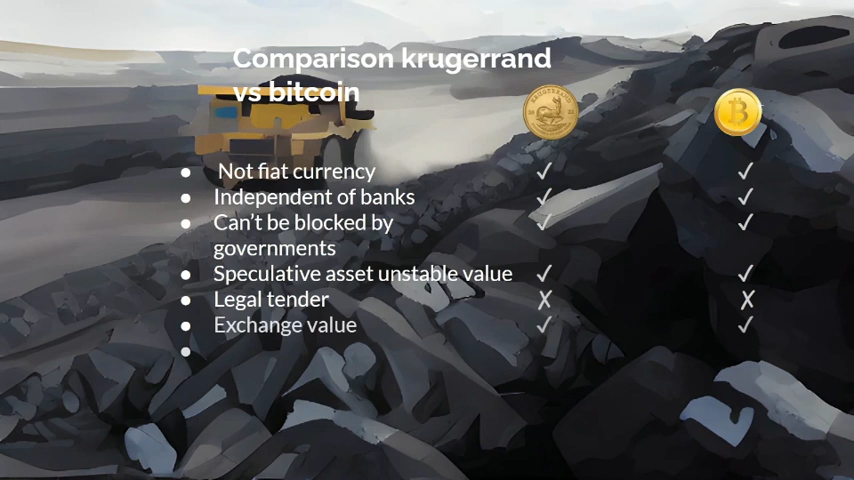 Comparison krugerrand
vs bitcoin
● Not fiat currency ✓ ✓
● Independent of banks ✓ ✓
● Can't be blocked by ✓ ✓
governments
● Speculative asset unstable value ✓ ✓
● Legal tender ✗ ✗
● Exchange value ✓ ✓
●